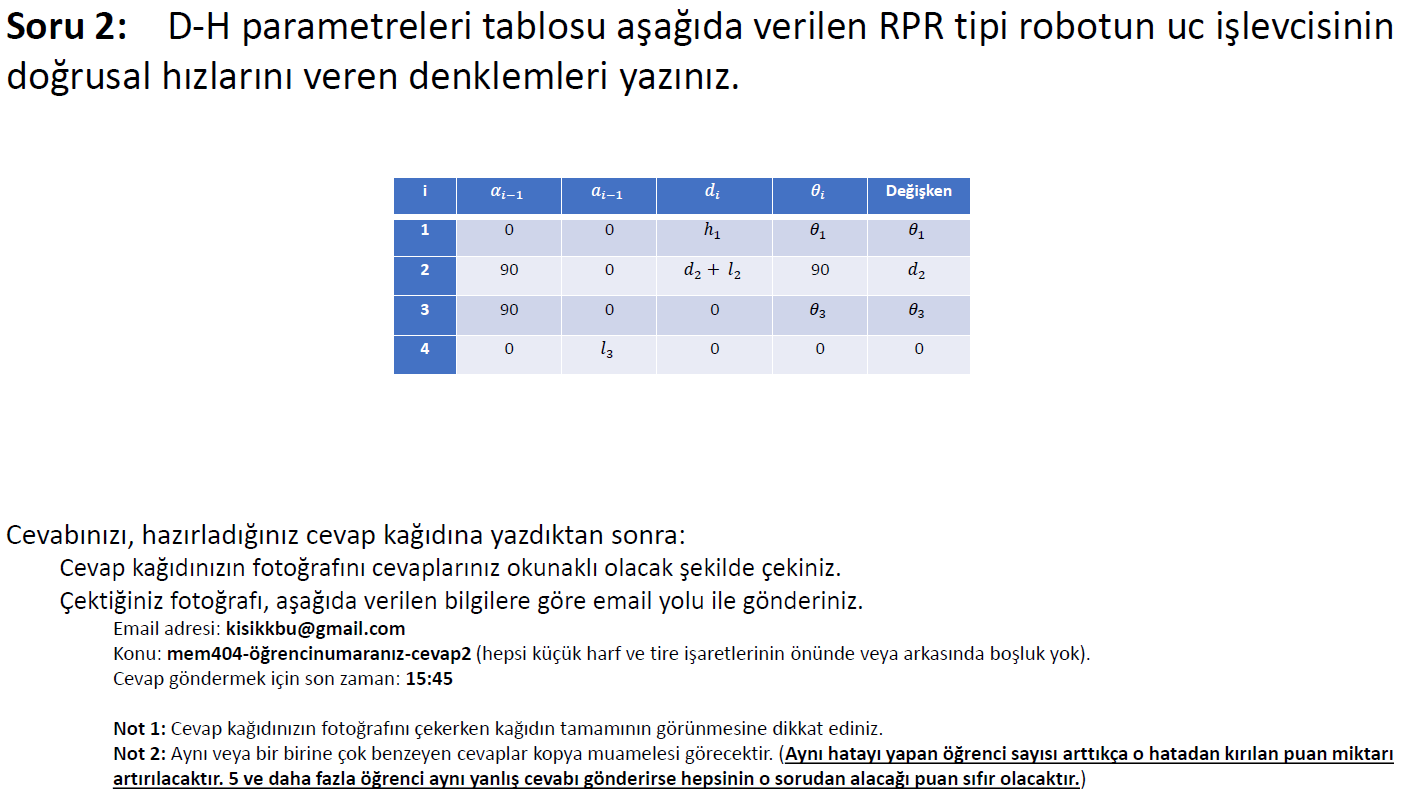 Soru 2: D-H parametreleri tablosu aşağıda verilen RPR tipi robotun uc işlevcisinin
doğrusal hızlarını veren denklemleri yazınız.
i α_{i−1} a_{i−1} d_i θ_i Değişken
1 0 0 h_1 θ_1 θ_1
2 90 0 d_2 + l_2 90 d_2
3 90 0 0 θ_3 θ_3
4 0 l_3 0 0 0
Cevabınızı, hazırladığınız cevap kağıdına yazdıktan sonra:
Cevap kağıdınızın fotoğrafını cevaplarınız okunaklı olacak şekilde çekiniz.
Çektiğiniz fotoğrafı, aşağıda verilen bilgilere göre email yolu ile gönderiniz.
Email adresi: kisikkbu@gmail.com
Konu: mem404-öğrencinumaranız-cevap2 (hepsi küçük harf ve tire işaretlerinin önünde veya arkasında boşluk yok).
Cevap göndermek için son zaman: 15:45
Not 1: Cevap kağıdınızın fotoğrafını çekerken kağıdın tamamının görünmesine dikkat ediniz.
Not 2: Aynı veya bir birine çok benzeyen cevaplar kopya muamelesi görecektir. (Aynı hatayı yapan öğrenci sayısı arttıkça o hatadan kırılan puan miktarı
artırılacaktır. 5 ve daha fazla öğrenci aynı yanlış cevabı gönderirse hepsinin o sorudan alacağı puan sıfır olacaktır.)